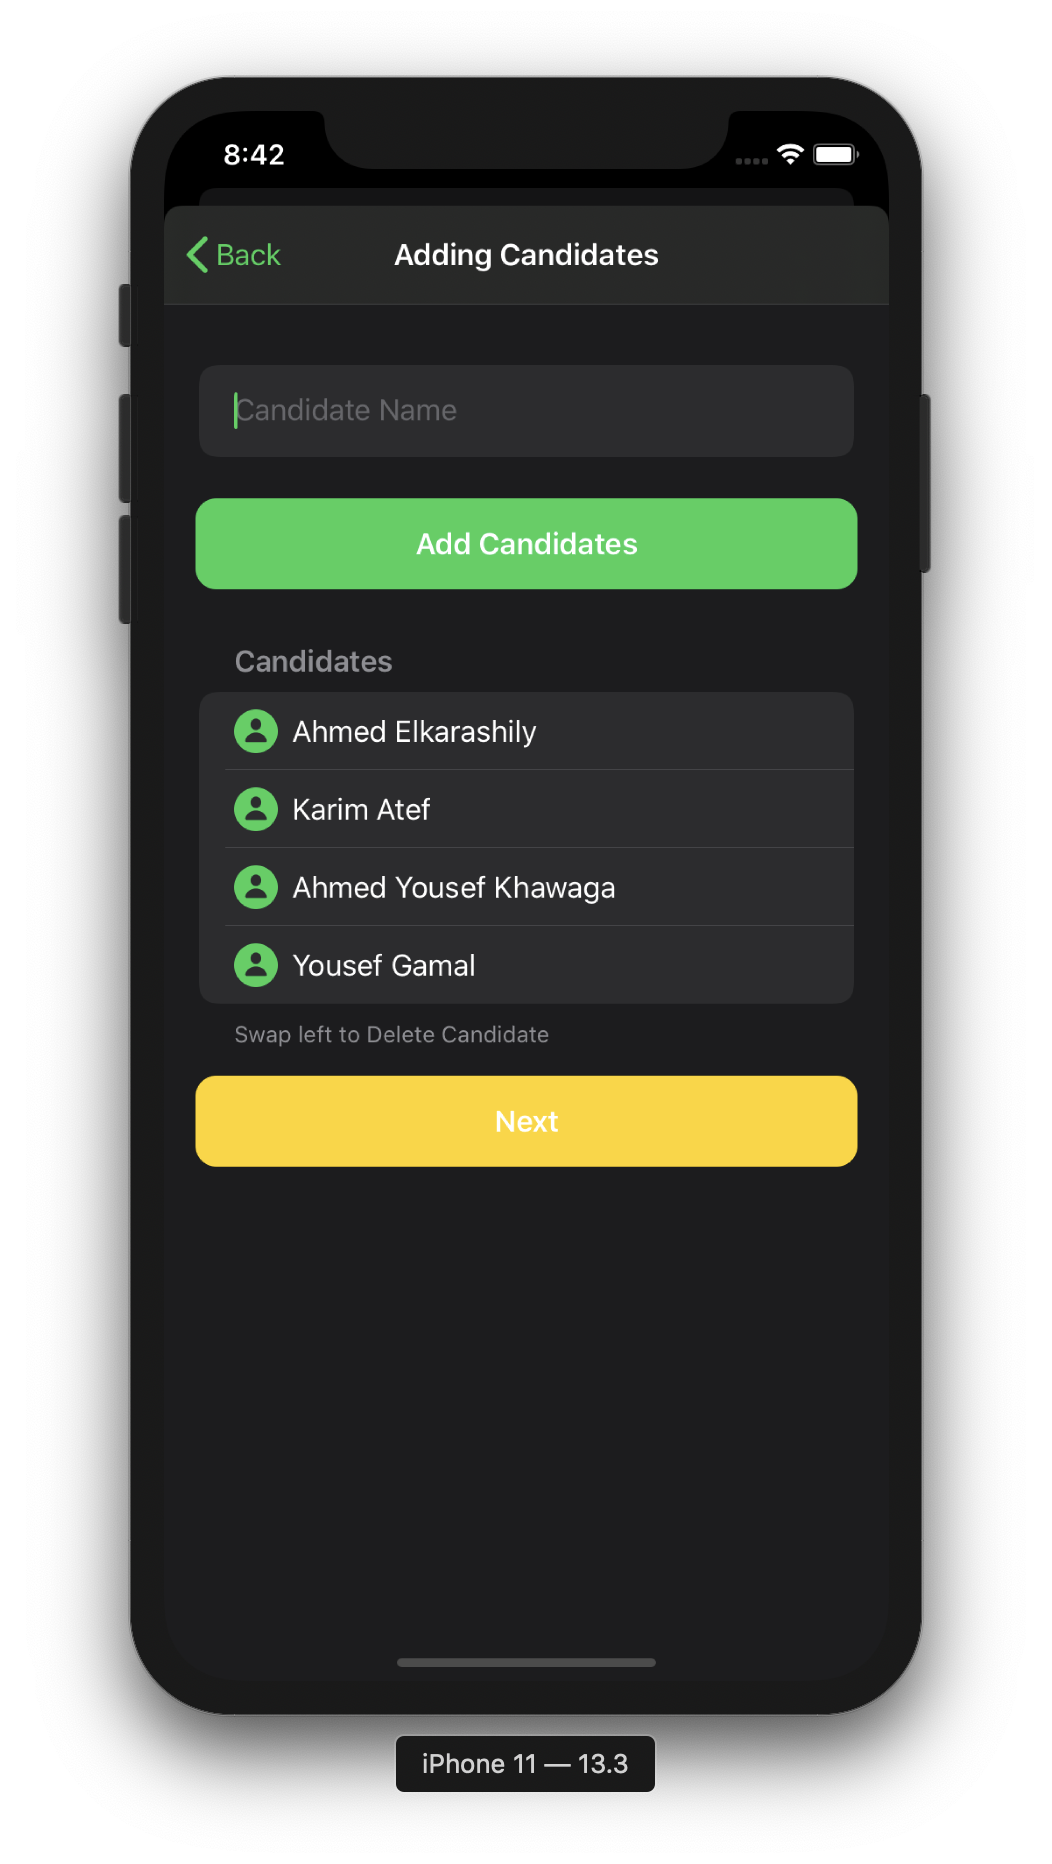 8:42
Back
Adding Candidates
Candidate Name
Add Candidates
Candidates
Ahmed Elkarashily
Karim Atef
Ahmed Yousef Khawaga
Yousef Gamal
Swap left to Delete Candidate
Next
iPhone 11 — 13.3